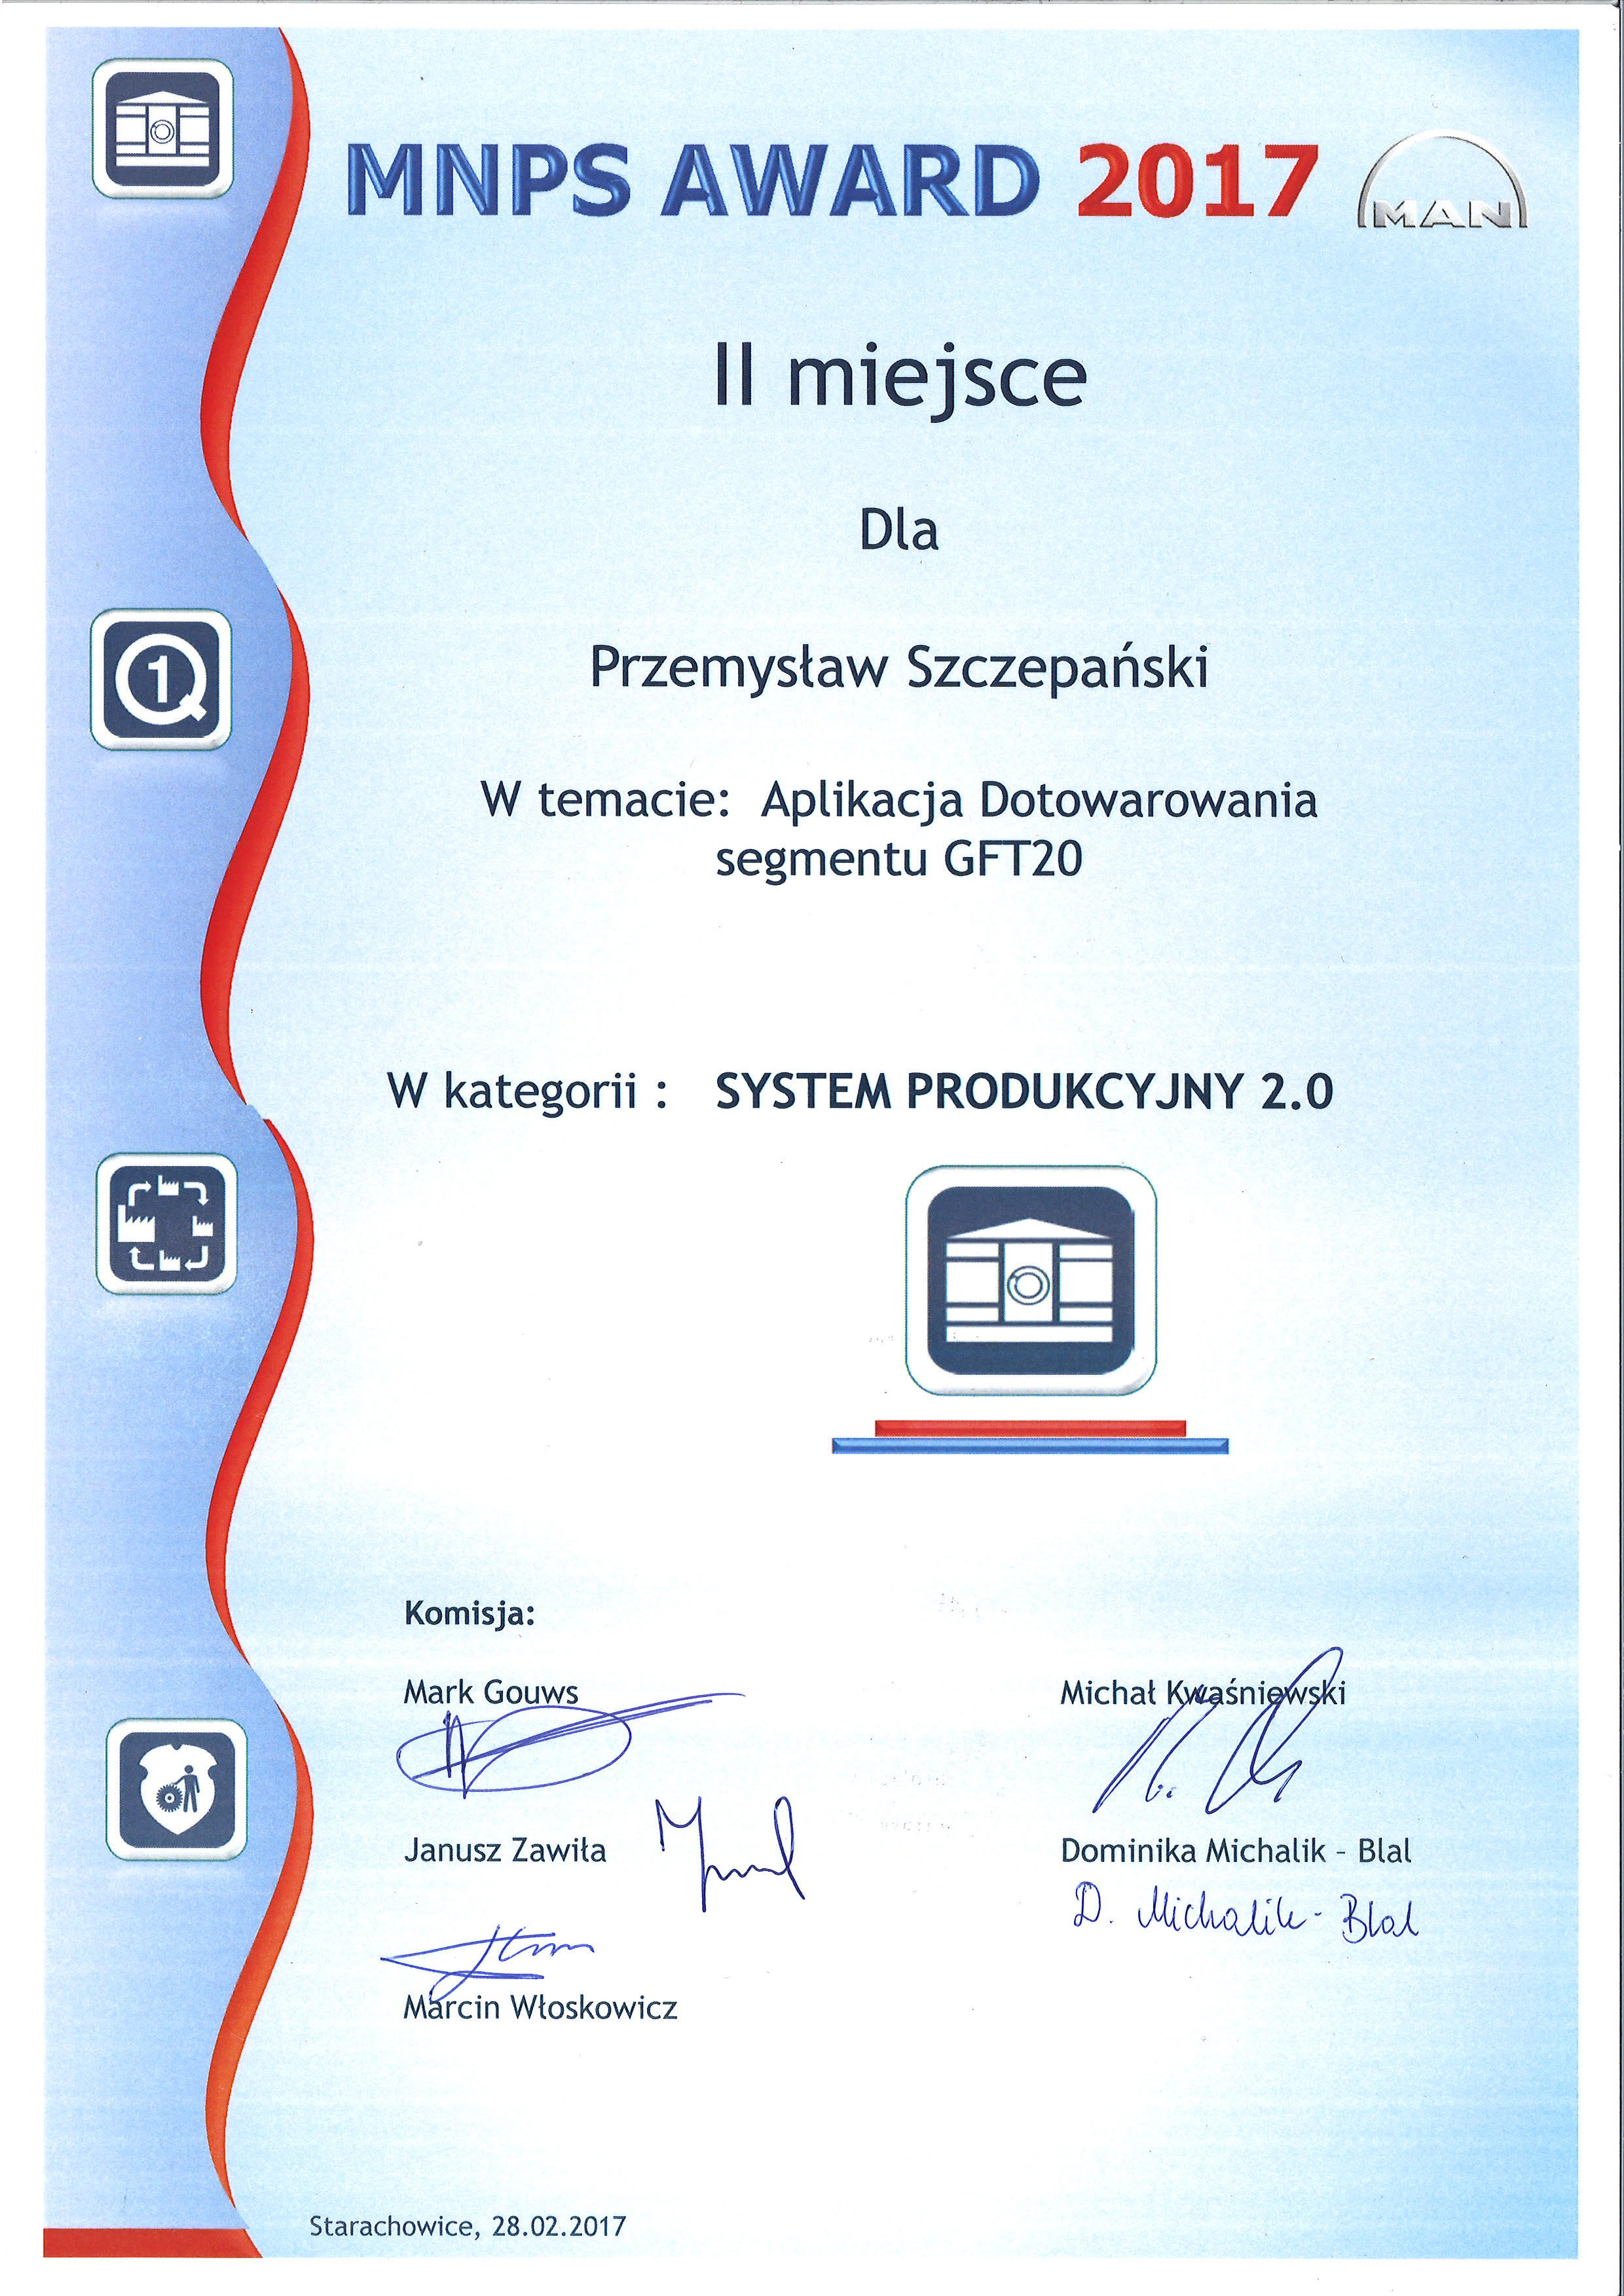 MNPS AWARD 2017
MAN
II miejsce
Dla
Przemysław Szczepański
W temacie: Aplikacja Dotowarowania
segmentu GFT20
W kategorii : SYSTEM PRODUKCYJNY 2.0
Komisja:
Mark Gouws
Michał Kwaśniewski
Janusz Zawiła
Dominika Michalik - Blal
D. Michalik - Blal
Marcin Włoskowicz
Starachowice, 28.02.2017
1Q